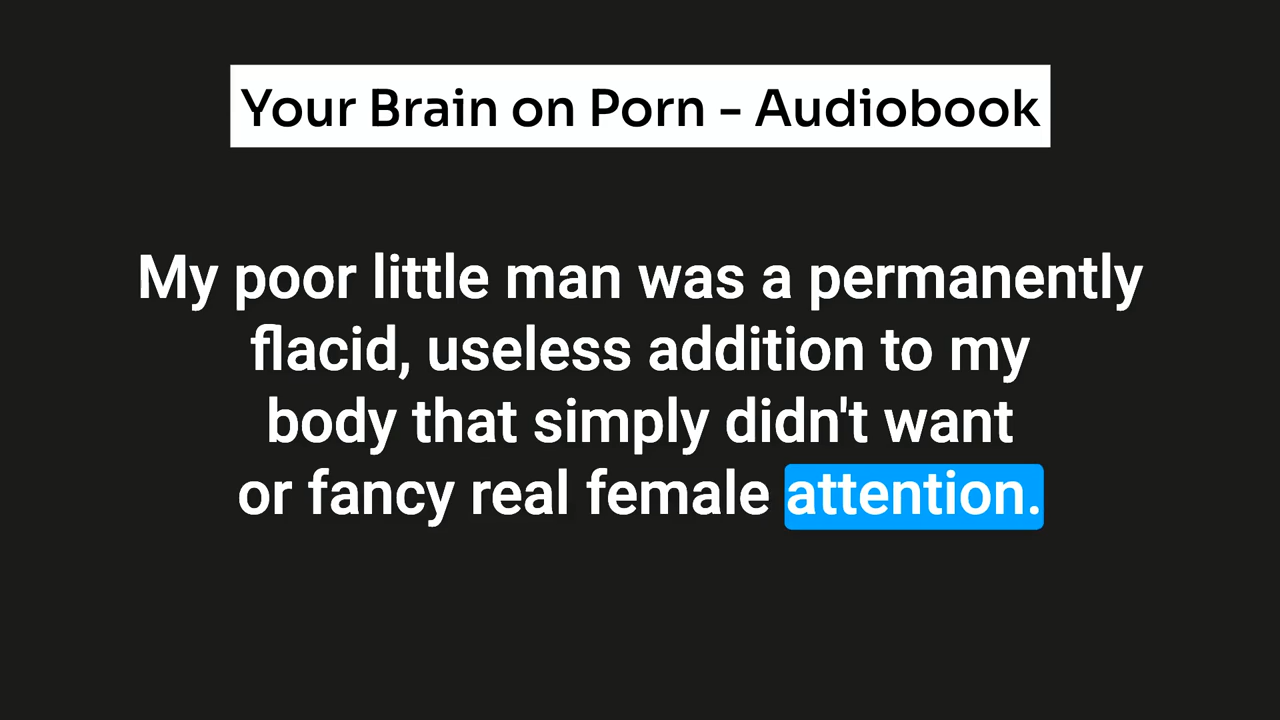 Your Brain on Porn - Audiobook
My poor little man was a permanently
flacid, useless addition to my
body that simply didn't want
or fancy real female attention.